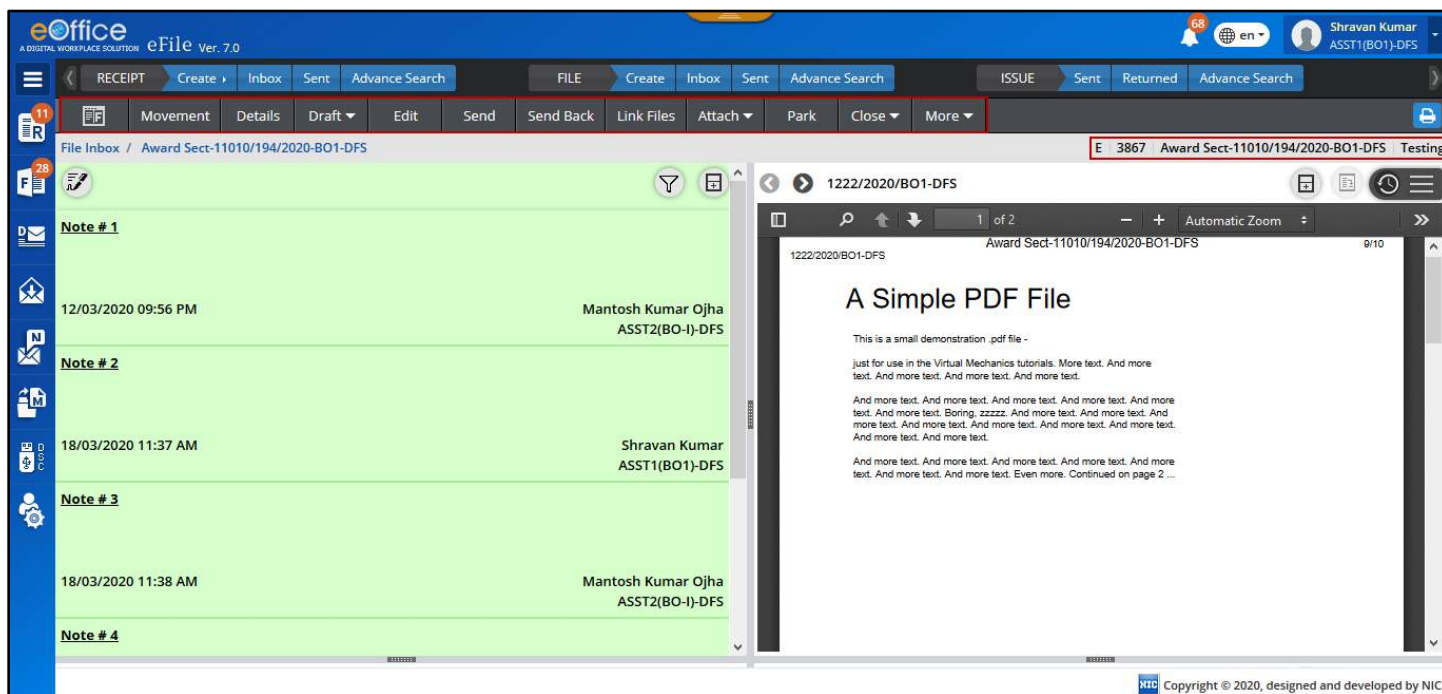 eOffice
A DIGITAL WORKPLACE SOLUTION eFile Ver. 7.0
68
en
Shravan Kumar
ASST1(BO1)-DFS
RECEIPT Create Inbox Sent Advance Search FILE Create Inbox Sent Advance Search ISSUE Sent Returned Advance Search
Movement Details Draft Edit Send Send Back Link Files Attach Park Close More
11
R
File Inbox / Award Sect-11010/194/2020-BO1-DFS
E 3867 Award Sect-11010/194/2020-BO1-DFS Testing
28
F
D
N
M
DSC
Note # 1
12/03/2020 09:56 PM Mantosh Kumar Ojha
ASST2(BO-I)-DFS
Note # 2
18/03/2020 11:37 AM Shravan Kumar
ASST1(BO1)-DFS
Note # 3
18/03/2020 11:38 AM Mantosh Kumar Ojha
ASST2(BO-I)-DFS
Note # 4
1222/2020/BO1-DFS
1 of 2 Automatic Zoom
Award Sect-11010/194/2020-BO1-DFS 9/10
1222/2020/BO1-DFS
A Simple PDF File
This is a small demonstration .pdf file -
just for use in the Virtual Mechanics tutorials. More text. And more
text. And more text. And more text. And more text.
And more text. And more text. And more text. And more text. And more
text. And more text. Boring, zzzzz. And more text. And more text. And
more text. And more text. And more text. And more text. And more text.
And more text. And more text.
And more text. And more text. And more text. And more text. And more
text. And more text. And more text. Even more. Continued on page 2 ...
NIC Copyright © 2020, designed and developed by NIC